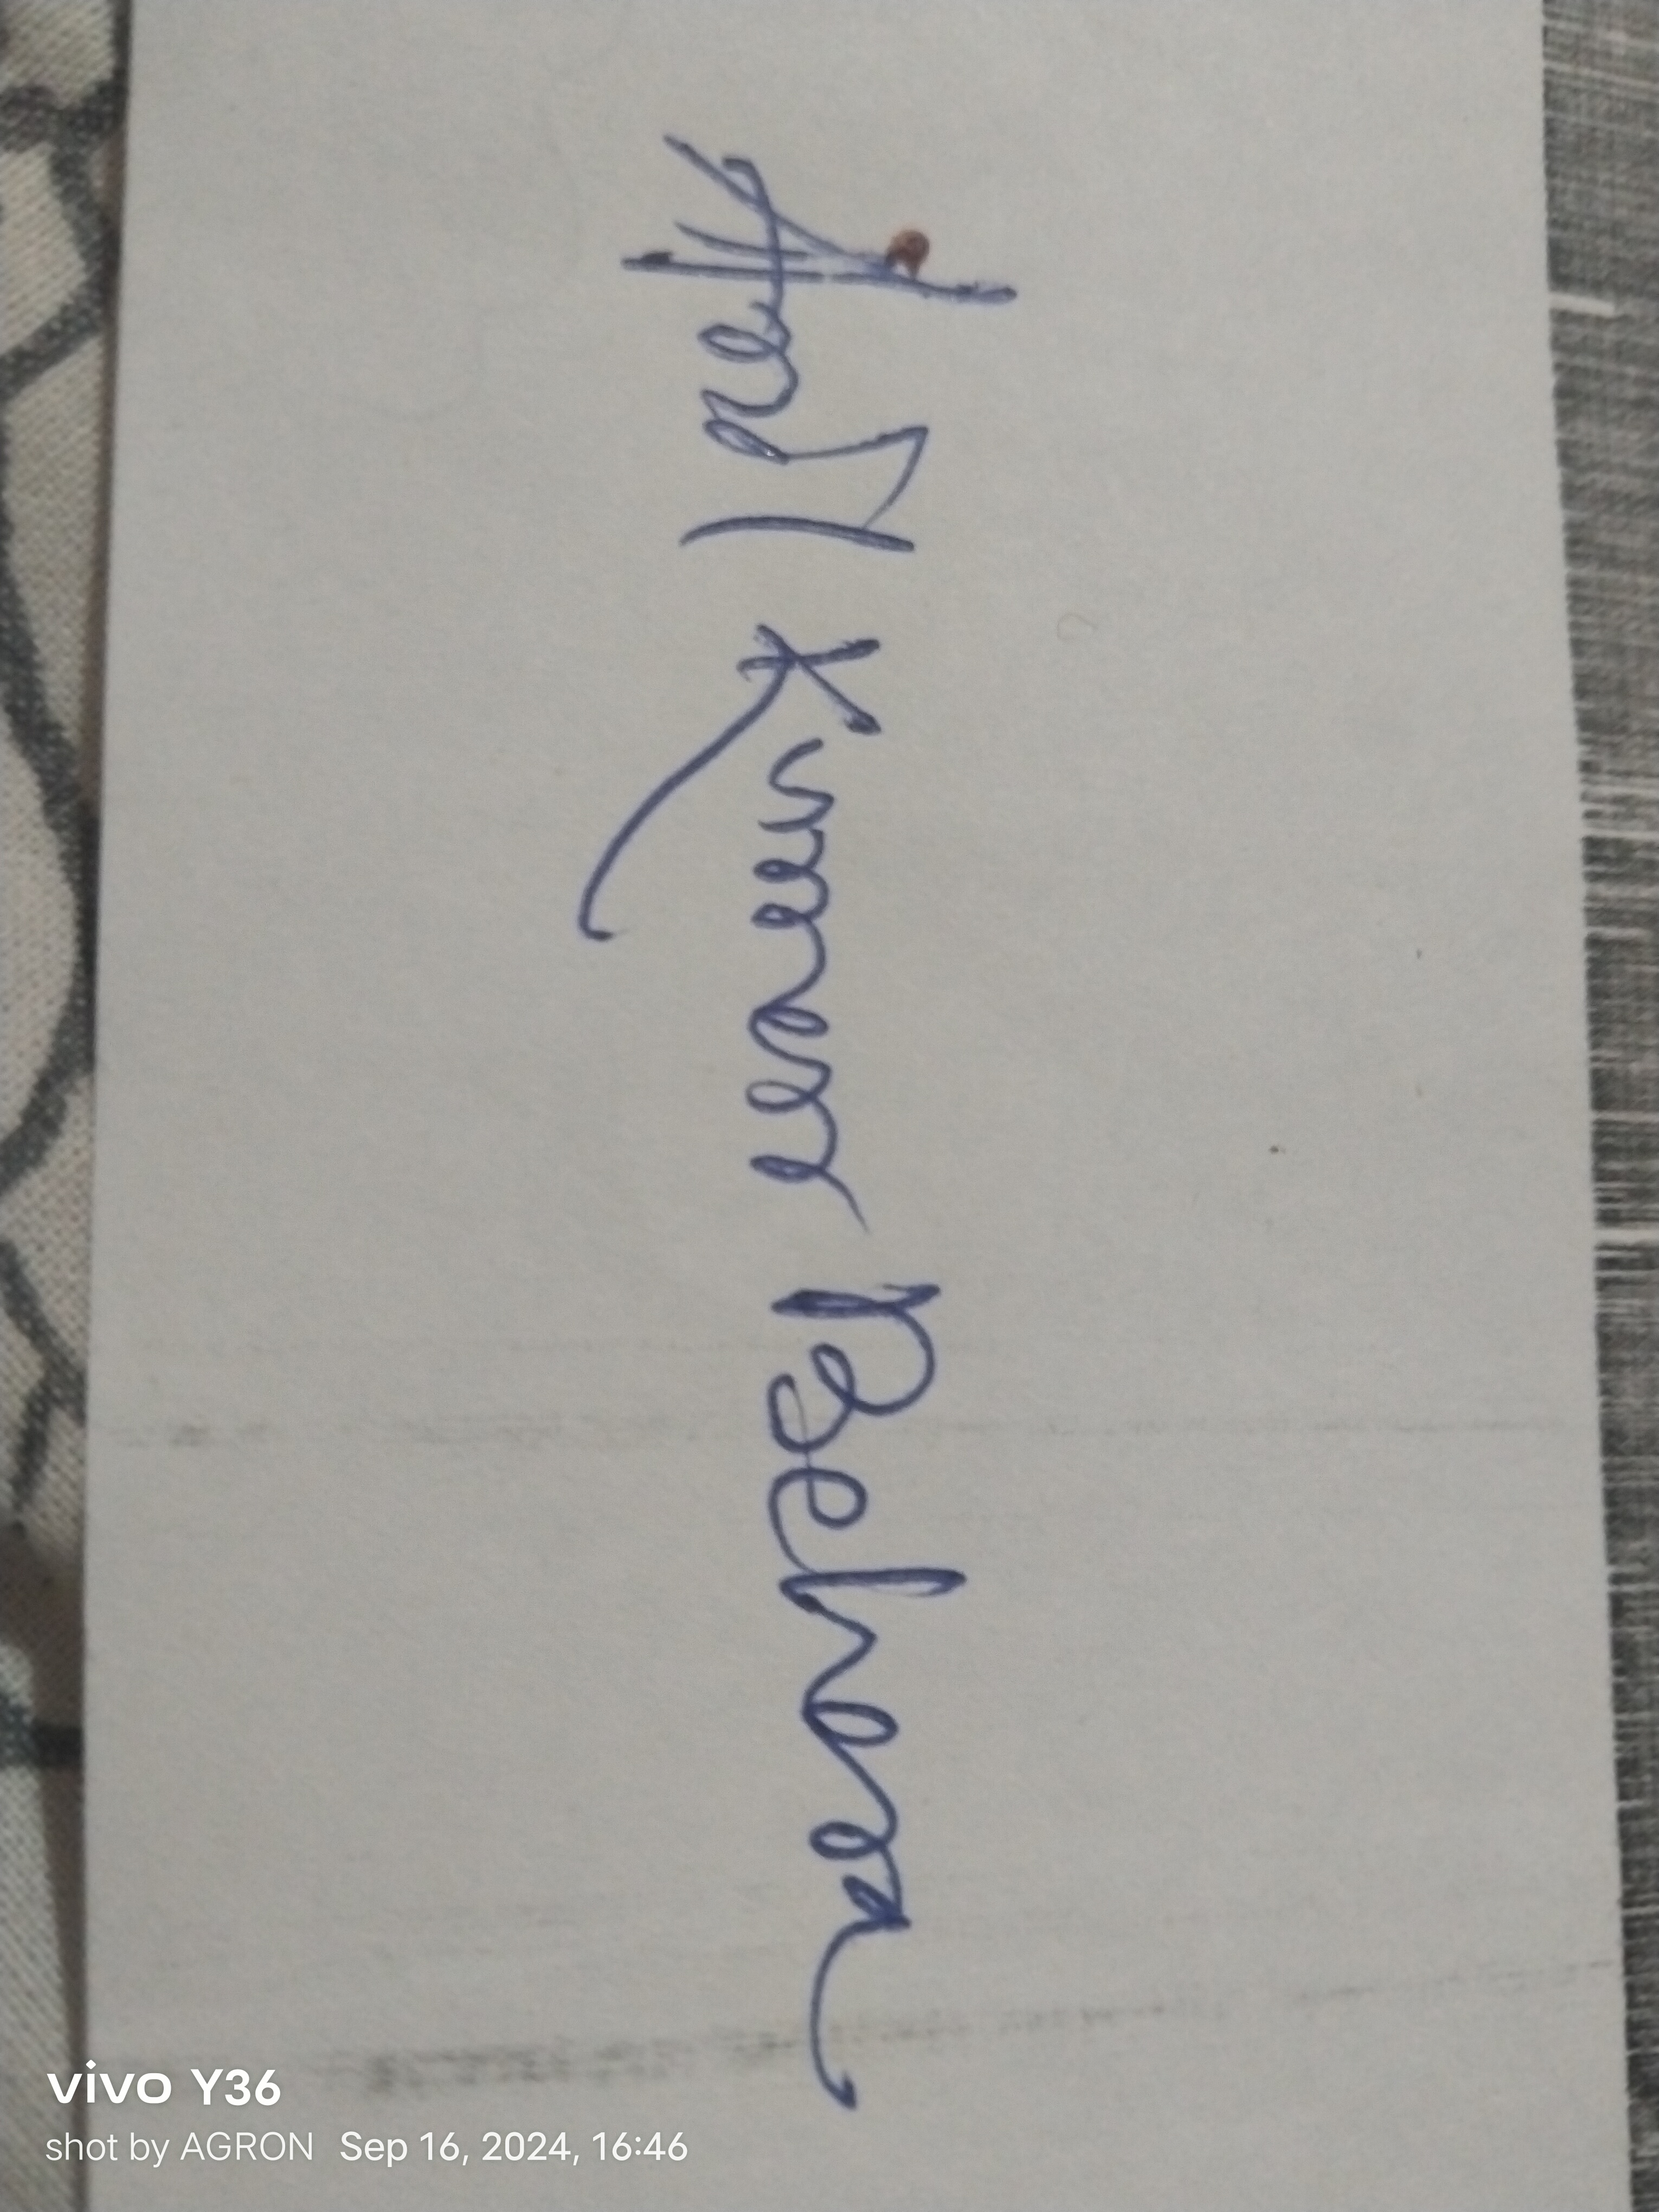 Kumar Behera
vivo Y36
shot by AGRON Sep 16, 2024, 16:46